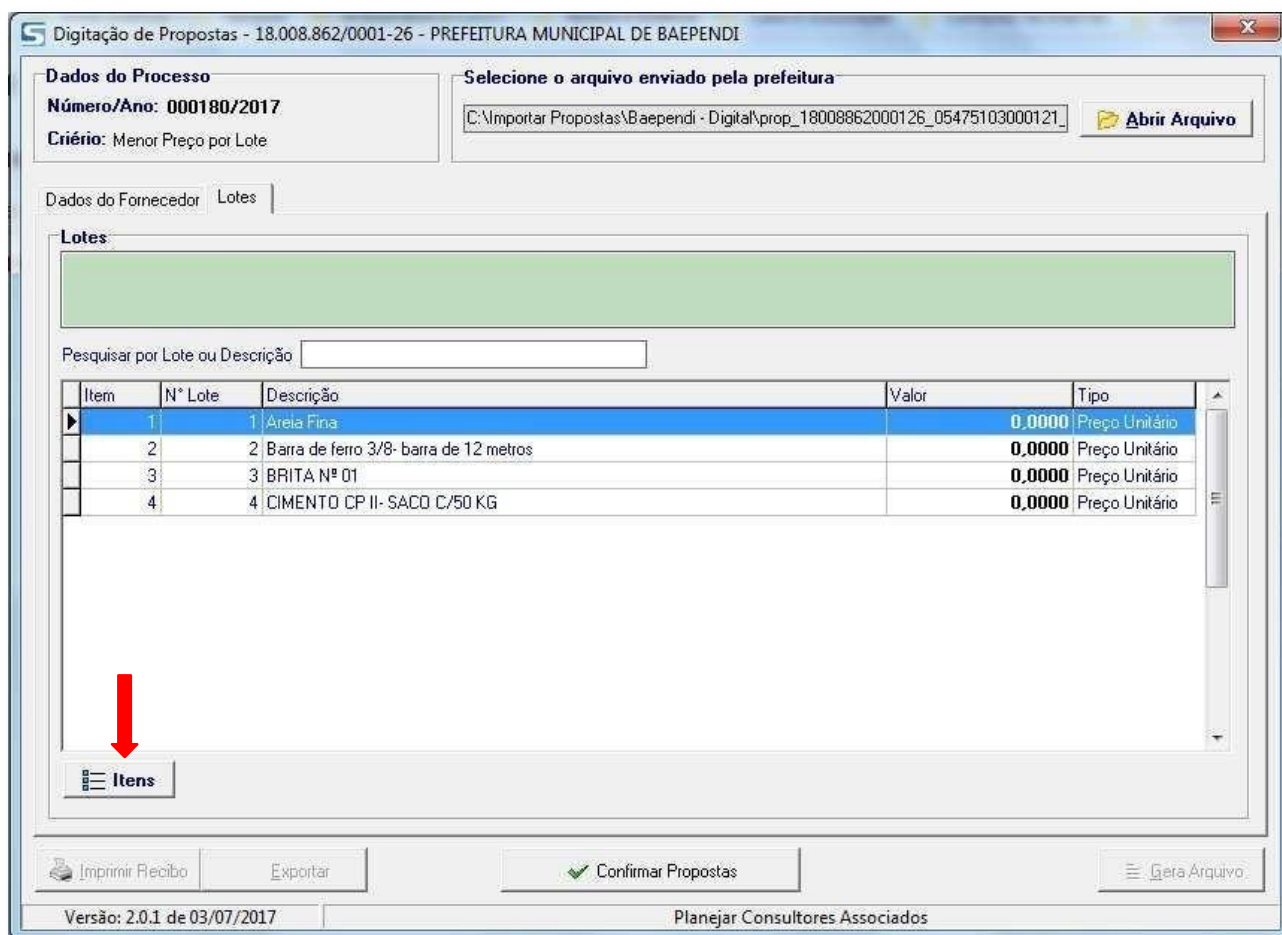 Digitação de Propostas - 18.008.862/0001-26 - PREFEITURA MUNICIPAL DE BAEPENDI
Dados do Processo
Número/Ano: 000180/2017
Criério: Menor Preço por Lote
Selecione o arquivo enviado pela prefeitura
C:\Importar Propostas\Baependi - Digital\prop_18008862000126_05475103000121_
Abrir Arquivo
Dados do Fornecedor Lotes
Lotes
Pesquisar por Lote ou Descrição
Item N° Lote Descrição Valor Tipo
1 1 Areia Fina 0,0000 Preço Unitário
2 2 Barra de ferro 3/8- barra de 12 metros 0,0000 Preço Unitário
3 3 BRITA Nº 01 0,0000 Preço Unitário
4 4 CIMENTO CP II- SACO C/50 KG 0,0000 Preço Unitário
Itens
Imprimir Recibo Exportar Confirmar Propostas Gera Arquivo
Versão: 2.0.1 de 03/07/2017 Planejar Consultores Associados